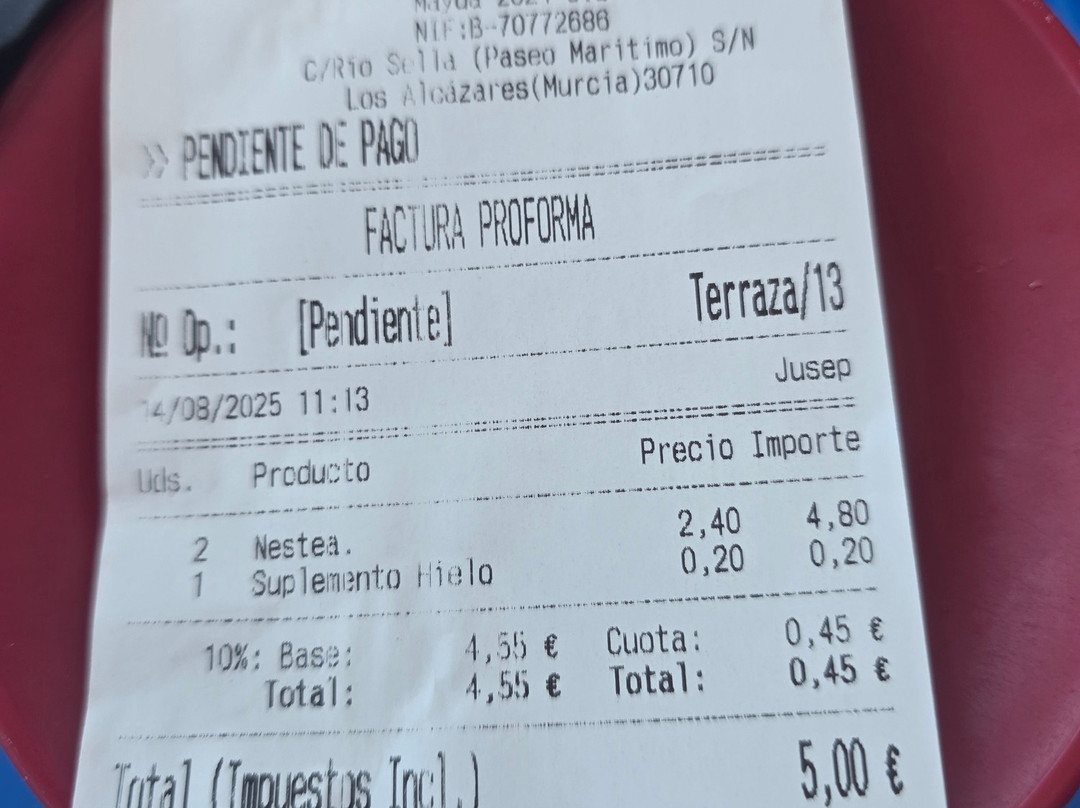 NIF:B-70772686
C/Río Sella (Paseo Marítimo) S/N
Los Alcázares(Murcia)30710
>> PENDIENTE DE PAGO
FACTURA PROFORMA
Nº Op.: [Pendiente] Terraza/13
14/08/2025 11:13 Jusep
Uds. Producto Precio Importe
2 Nestea. 2,40 4,80
1 Suplemento Hielo 0,20 0,20
10%: Base: 4,55 € Cuota: 0,45 €
Total: 4,55 € Total: 0,45 €
Total (Impuestos Incl.) 5,00 €